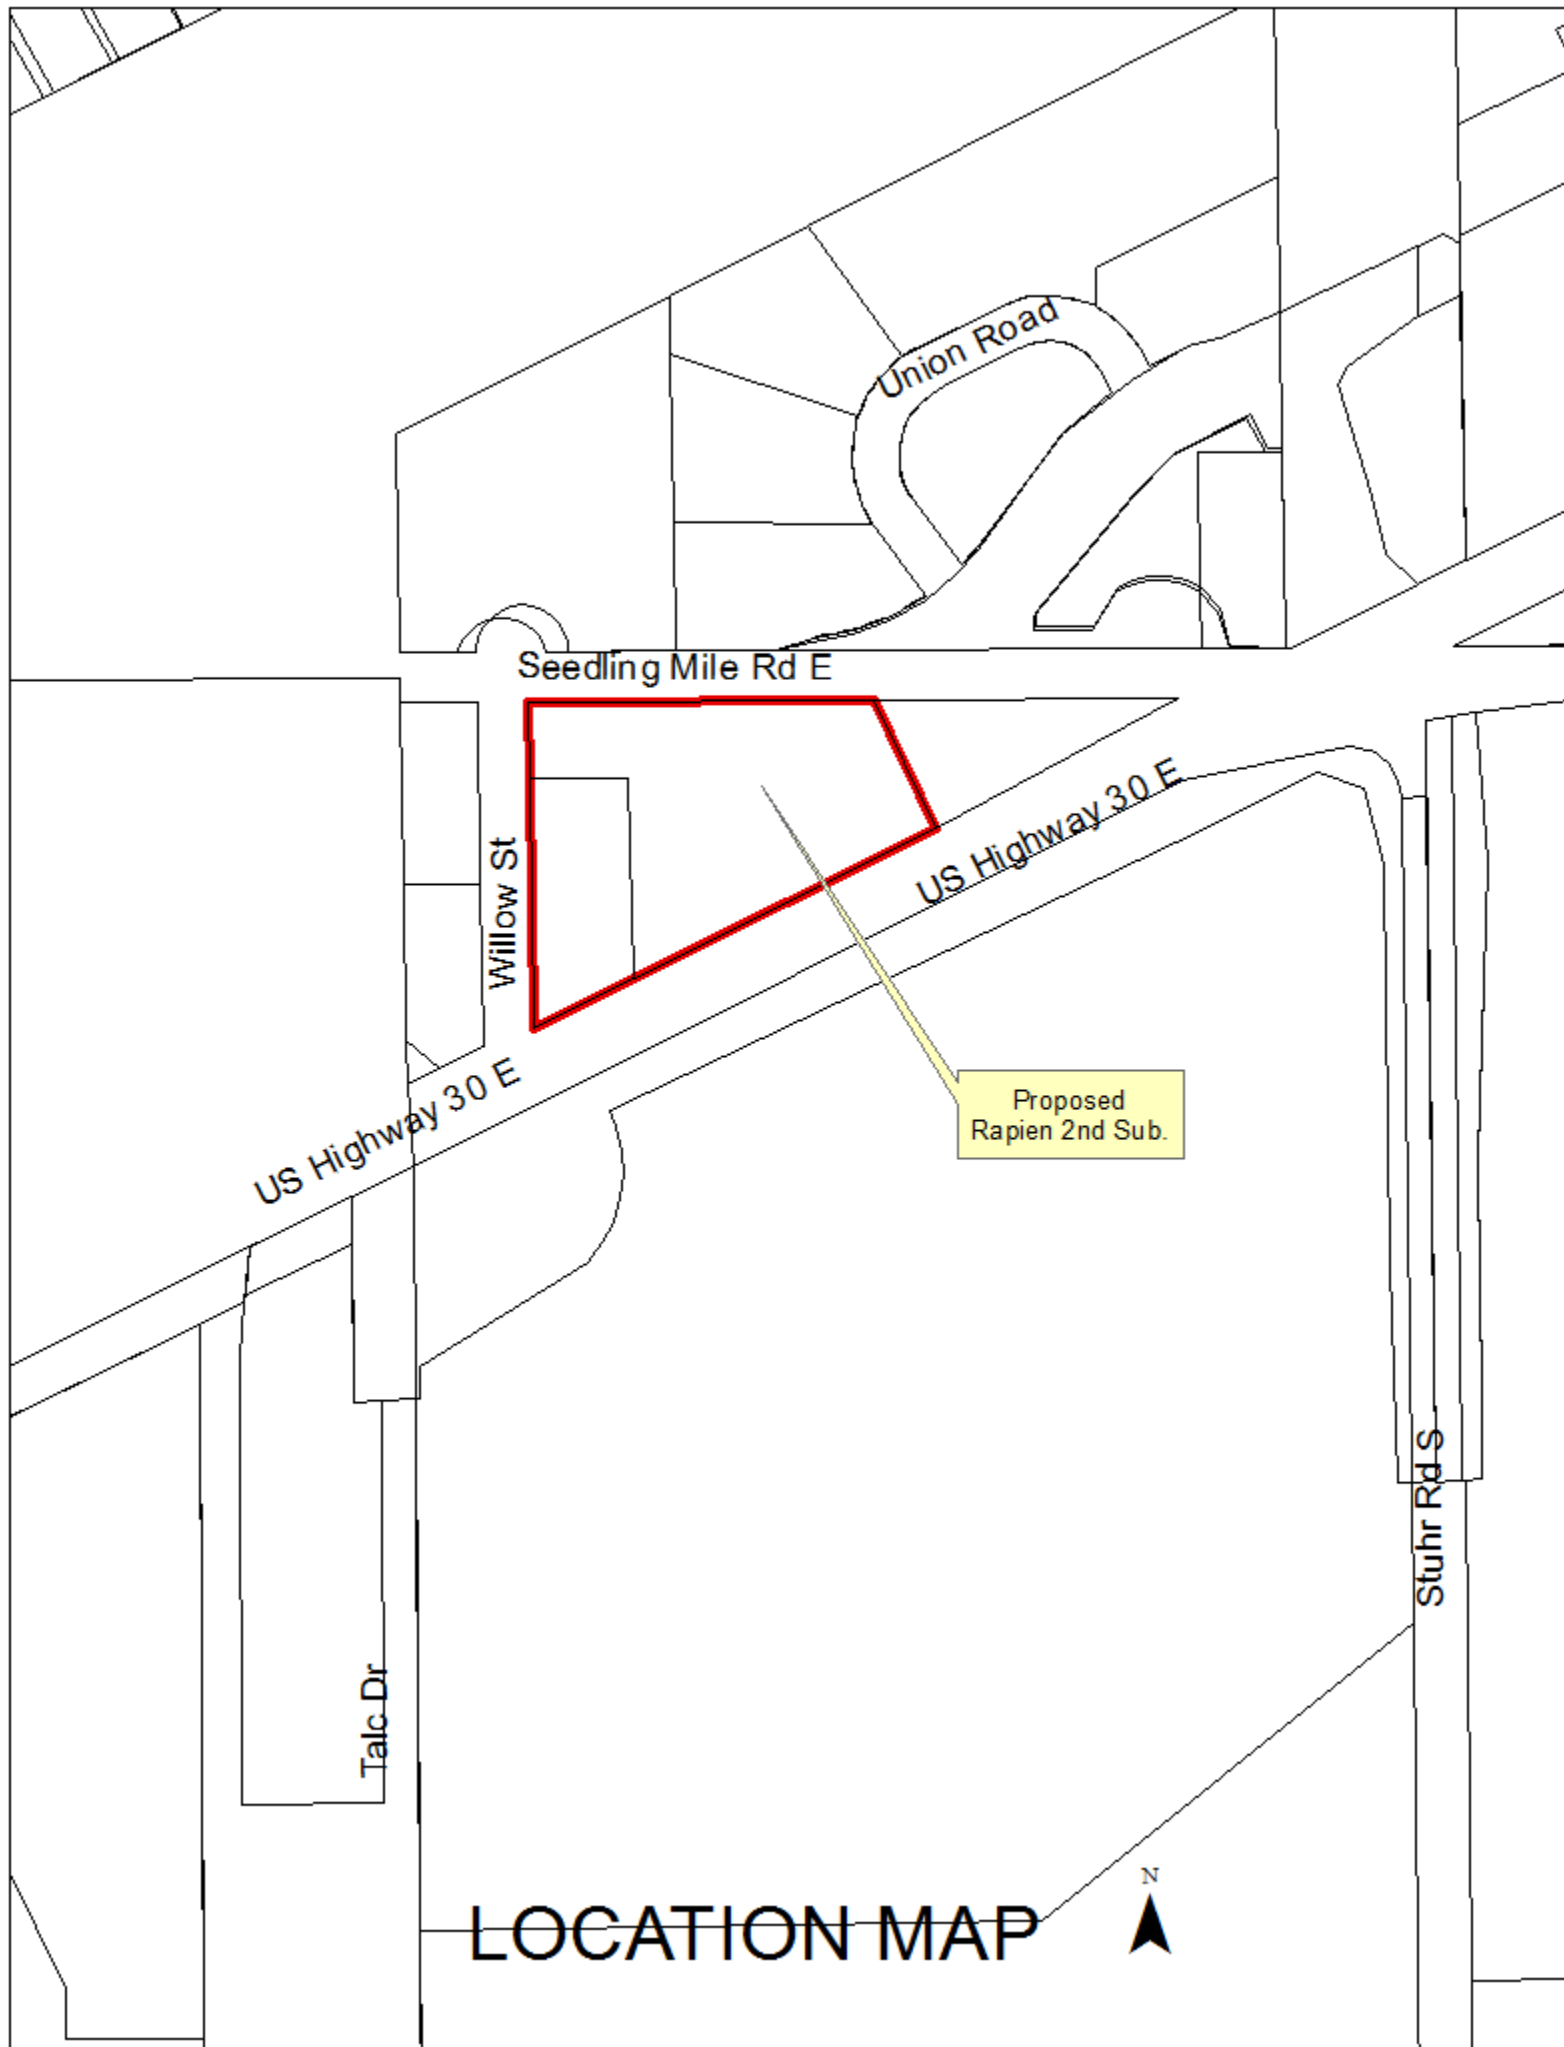 Union Road
Seedling Mile Rd E
US Highway 30 E
Willow St
US Highway 30 E
Proposed
Rapien 2nd Sub.
Stuhr Rd S
Talc Dr
N
LOCATION MAP